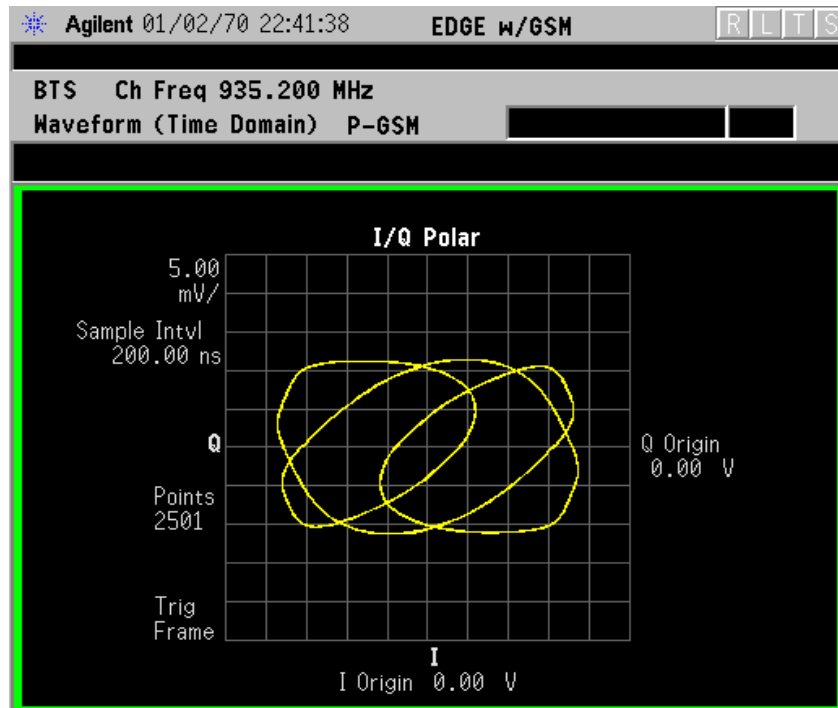 Agilent 01/02/70 22:41:38 EDGE w/GSM R L T S
BTS Ch Freq 935.200 MHz
Waveform (Time Domain) P-GSM
I/Q Polar
5.00
mV/
Sample Intvl
200.00 ns
Q
Q Origin
0.00 V
Points
2501
Trig
Frame
I
I Origin 0.00 V